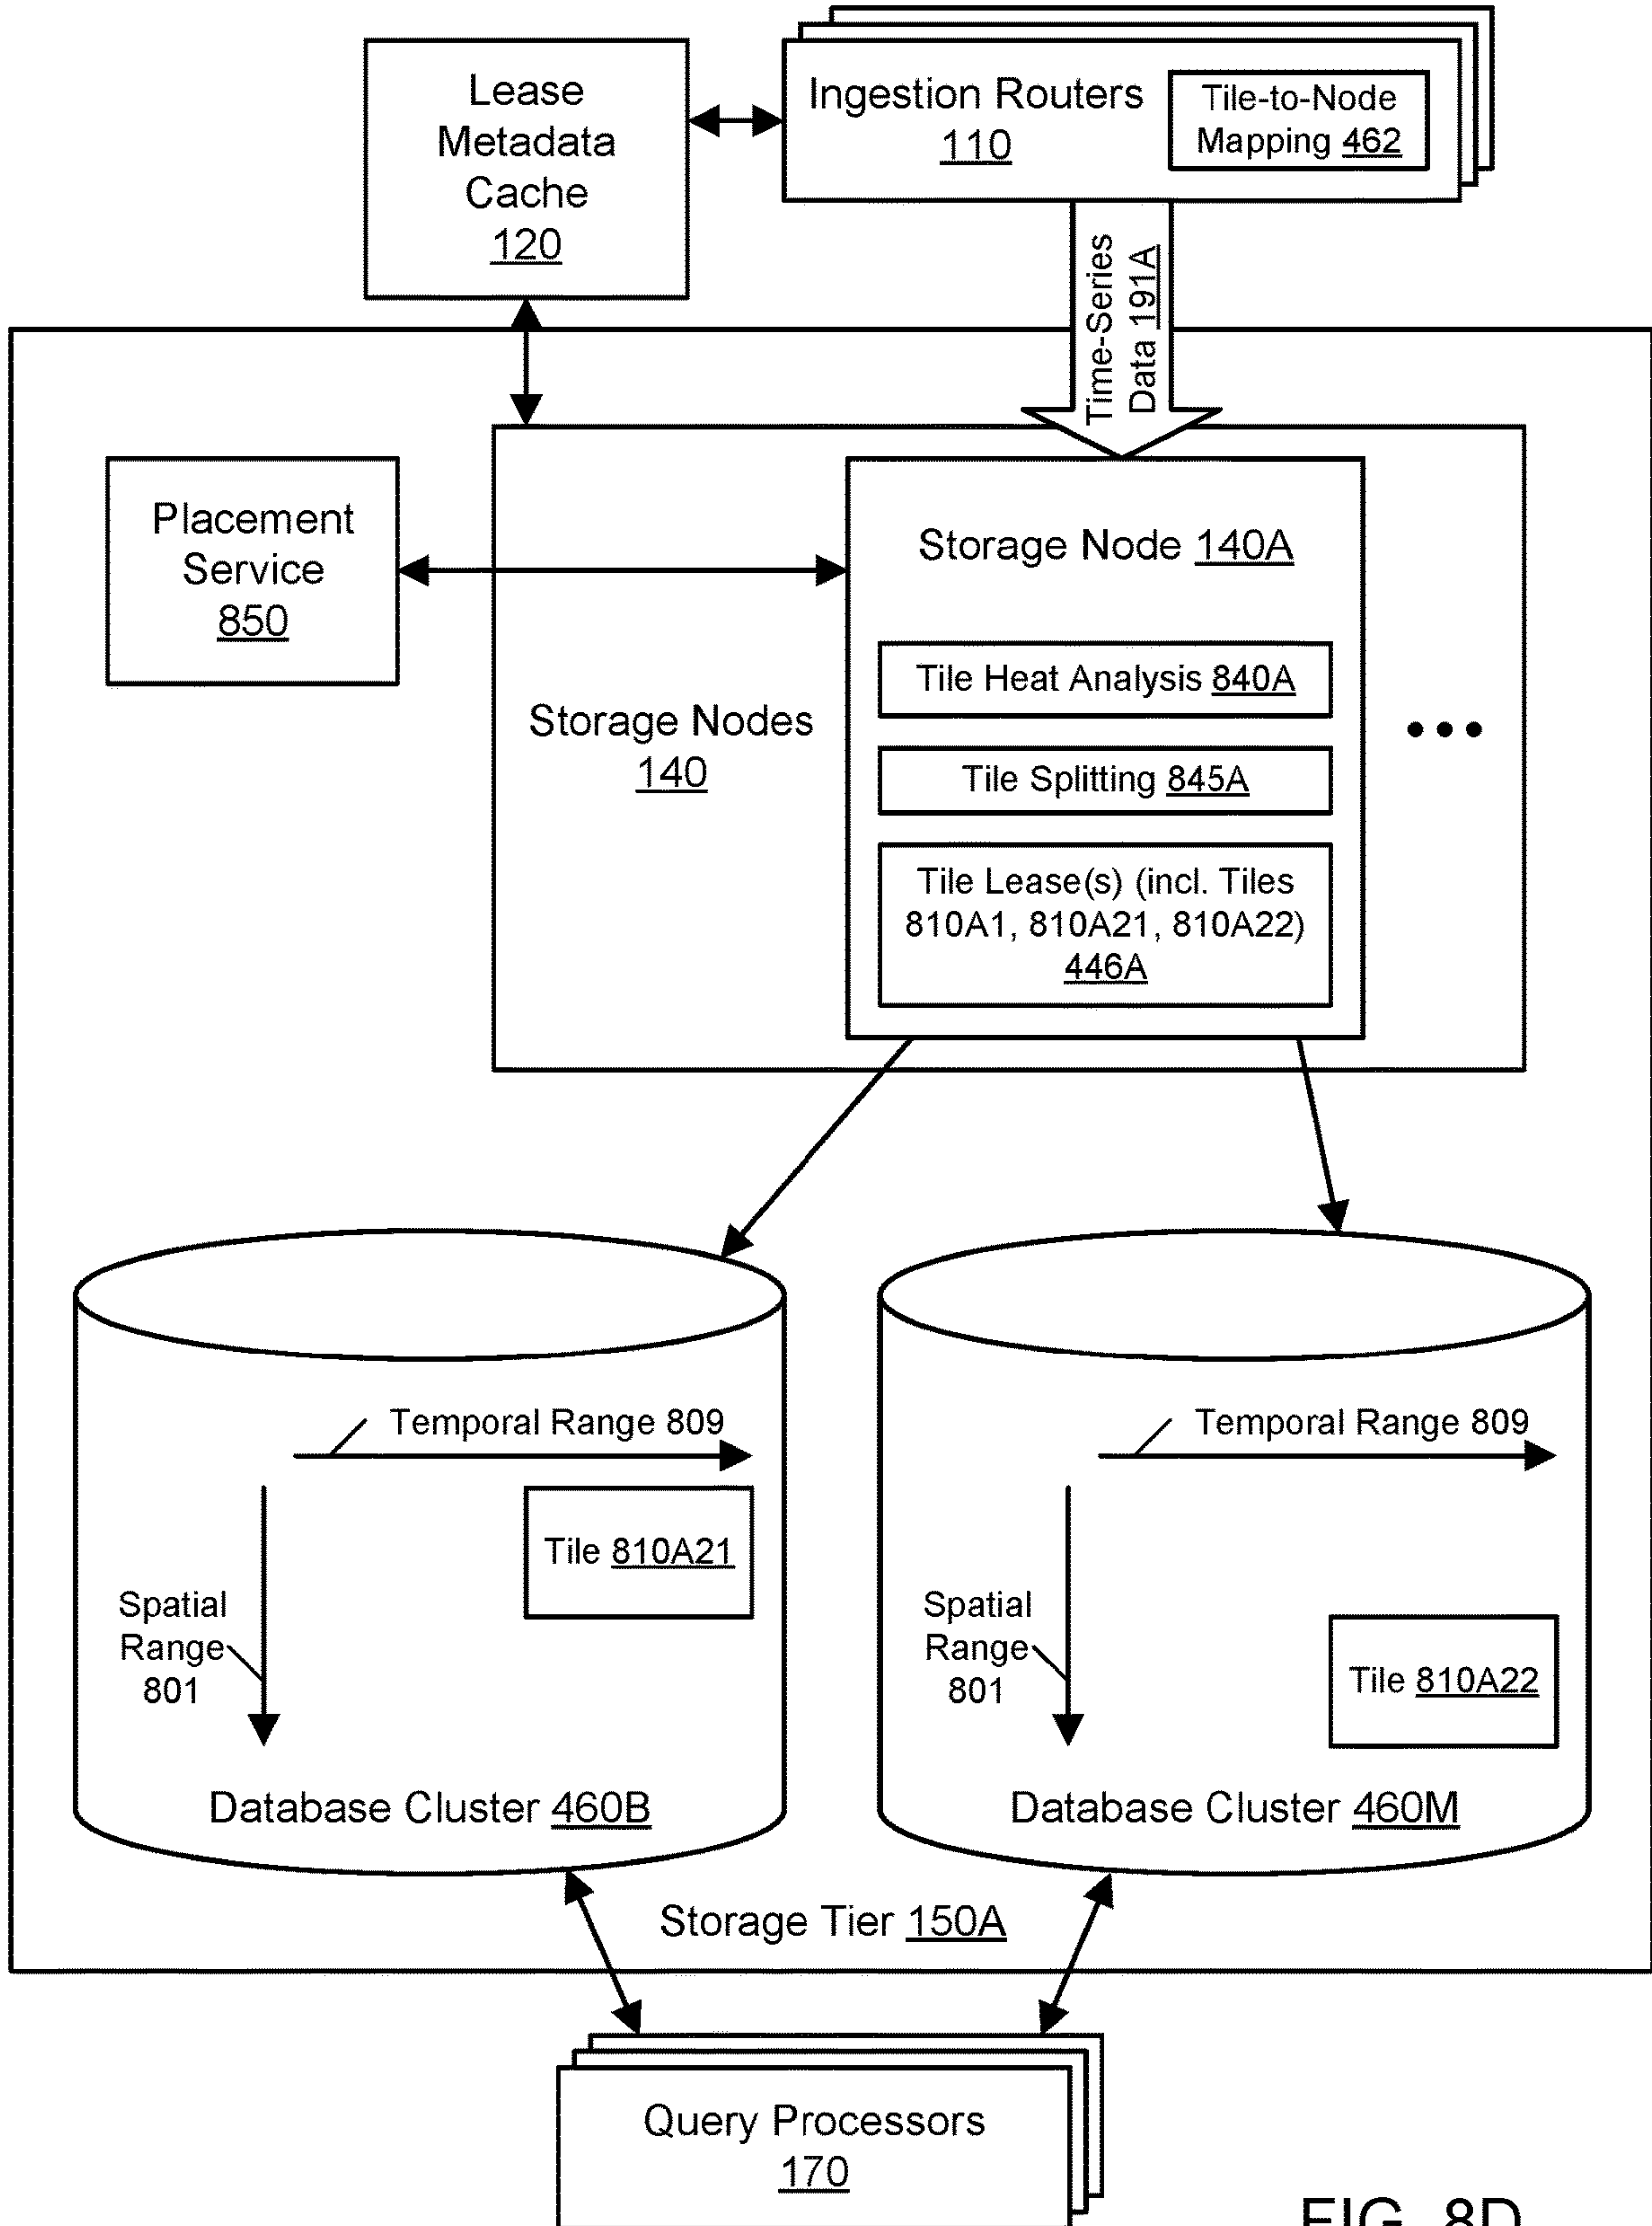 Lease
Metadata
Cache
120
Ingestion Routers
110
Tile-to-Node
Mapping 462
Time-Series
Data 191A
Placement
Service
850
Storage Nodes
140
Storage Node 140A
Tile Heat Analysis 840A
Tile Splitting 845A
Tile Lease(s) (incl. Tiles
810A1, 810A21, 810A22)
446A
Temporal Range 809
Tile 810A21
Spatial
Range
801
Database Cluster 460B
Temporal Range 809
Spatial
Range
801
Tile 810A22
Database Cluster 460M
Storage Tier 150A
Query Processors
170
FIG. 8D